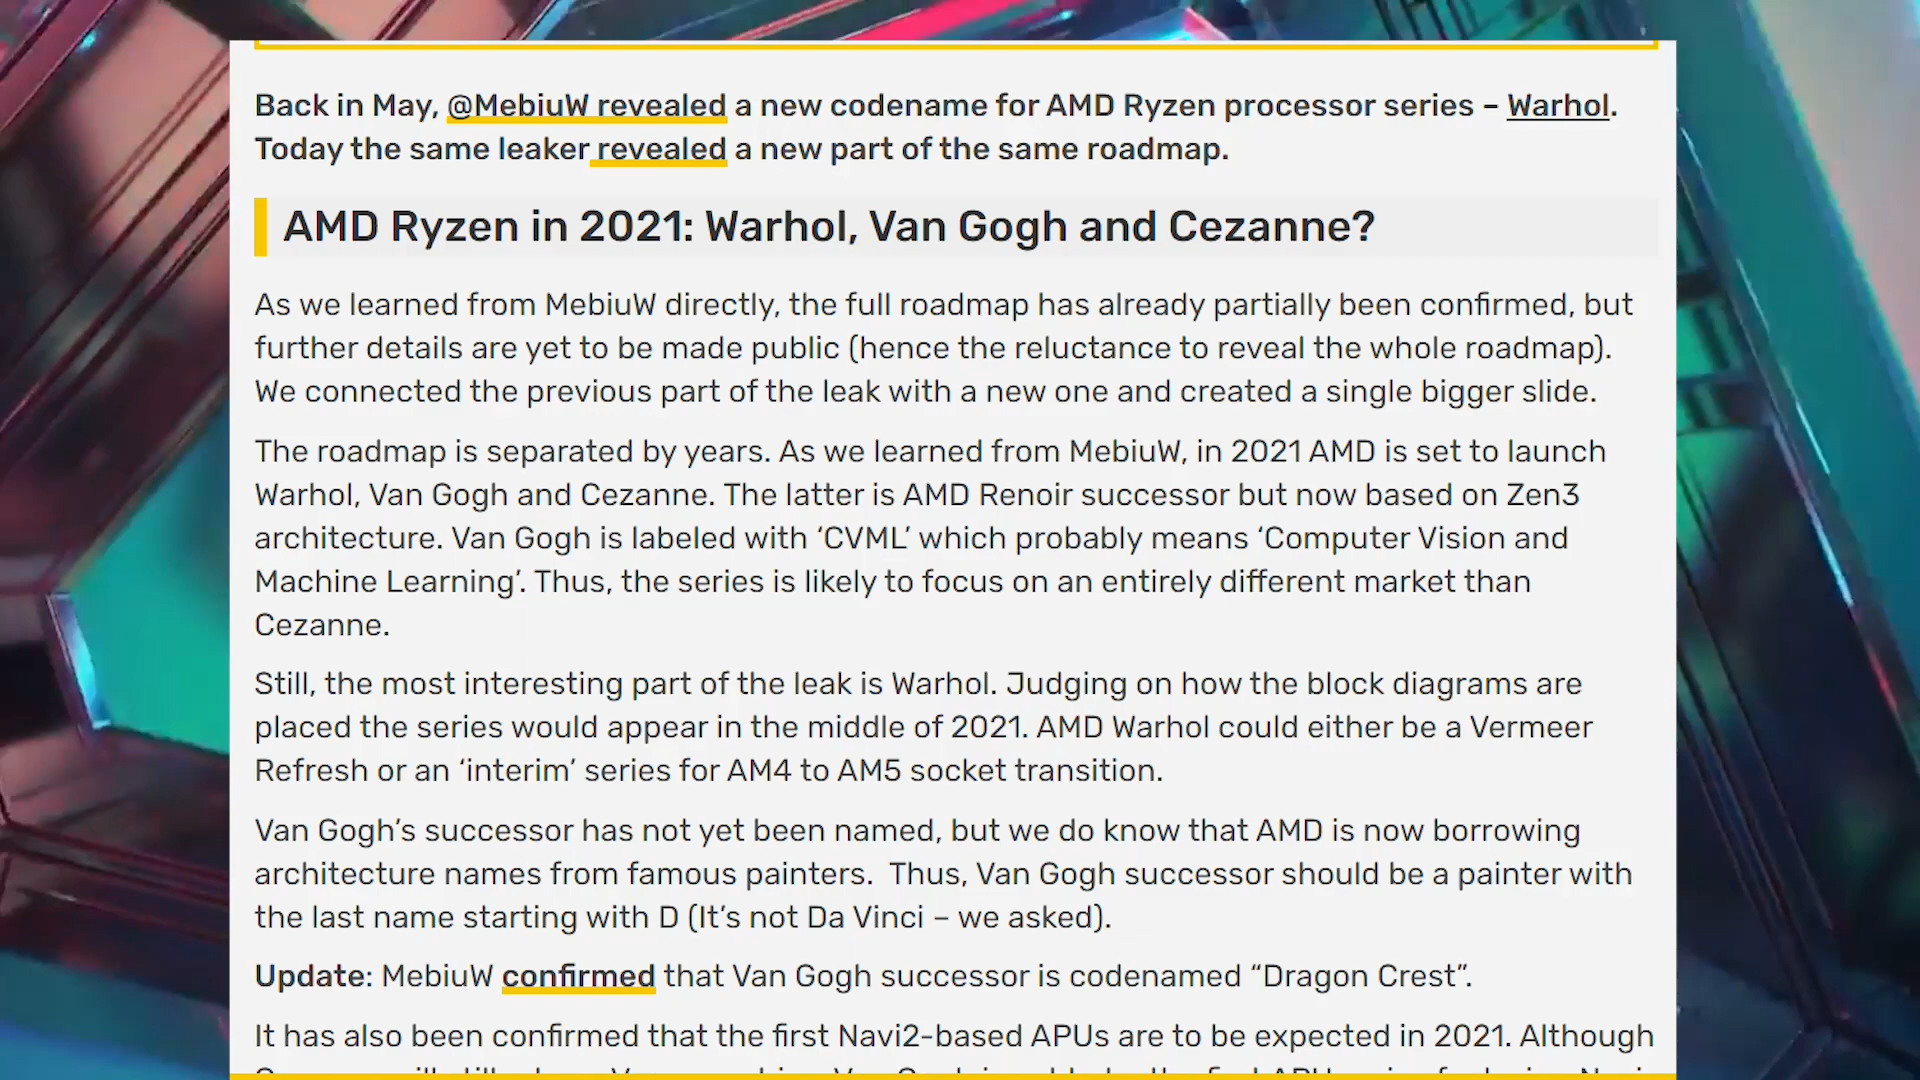 Back in May, @MebiuW revealed a new codename for AMD Ryzen processor series – Warhol.
Today the same leaker revealed a new part of the same roadmap.
AMD Ryzen in 2021: Warhol, Van Gogh and Cezanne?
As we learned from MebiuW directly, the full roadmap has already partially been confirmed, but
further details are yet to be made public (hence the reluctance to reveal the whole roadmap).
We connected the previous part of the leak with a new one and created a single bigger slide.
The roadmap is separated by years. As we learned from MebiuW, in 2021 AMD is set to launch
Warhol, Van Gogh and Cezanne. The latter is AMD Renoir successor but now based on Zen3
architecture. Van Gogh is labeled with ‘CVML’ which probably means ‘Computer Vision and
Machine Learning’. Thus, the series is likely to focus on an entirely different market than
Cezanne.
Still, the most interesting part of the leak is Warhol. Judging on how the block diagrams are
placed the series would appear in the middle of 2021. AMD Warhol could either be a Vermeer
Refresh or an ‘interim’ series for AM4 to AM5 socket transition.
Van Gogh’s successor has not yet been named, but we do know that AMD is now borrowing
architecture names from famous painters. Thus, Van Gogh successor should be a painter with
the last name starting with D (It’s not Da Vinci – we asked).
Update: MebiuW confirmed that Van Gogh successor is codenamed “Dragon Crest”.
It has also been confirmed that the first Navi2-based APUs are to be expected in 2021. Although